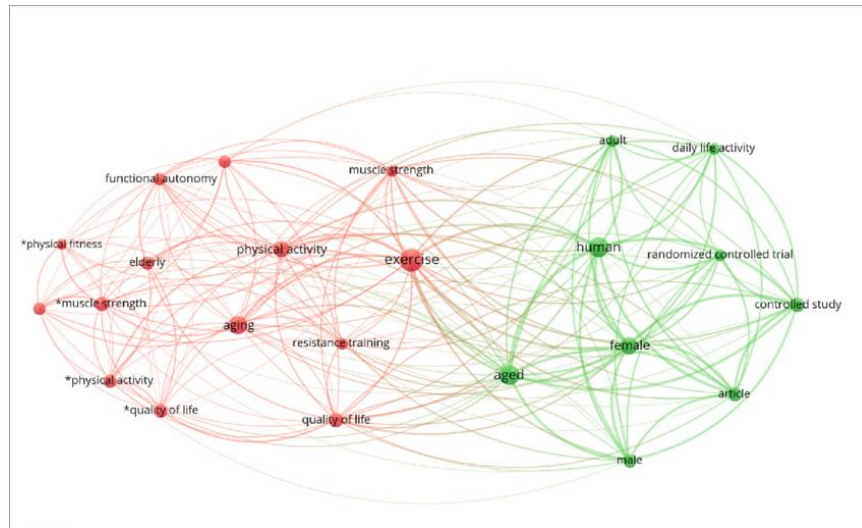 adult
daily life activity
muscle strength
functional autonomy
*physical fitness
physical activity
human
elderly
exercise
randomized controlled trial
*muscle strength
controlled study
aging
resistance training
female
aged
*physical activity
article
*quality of life
quality of life
male